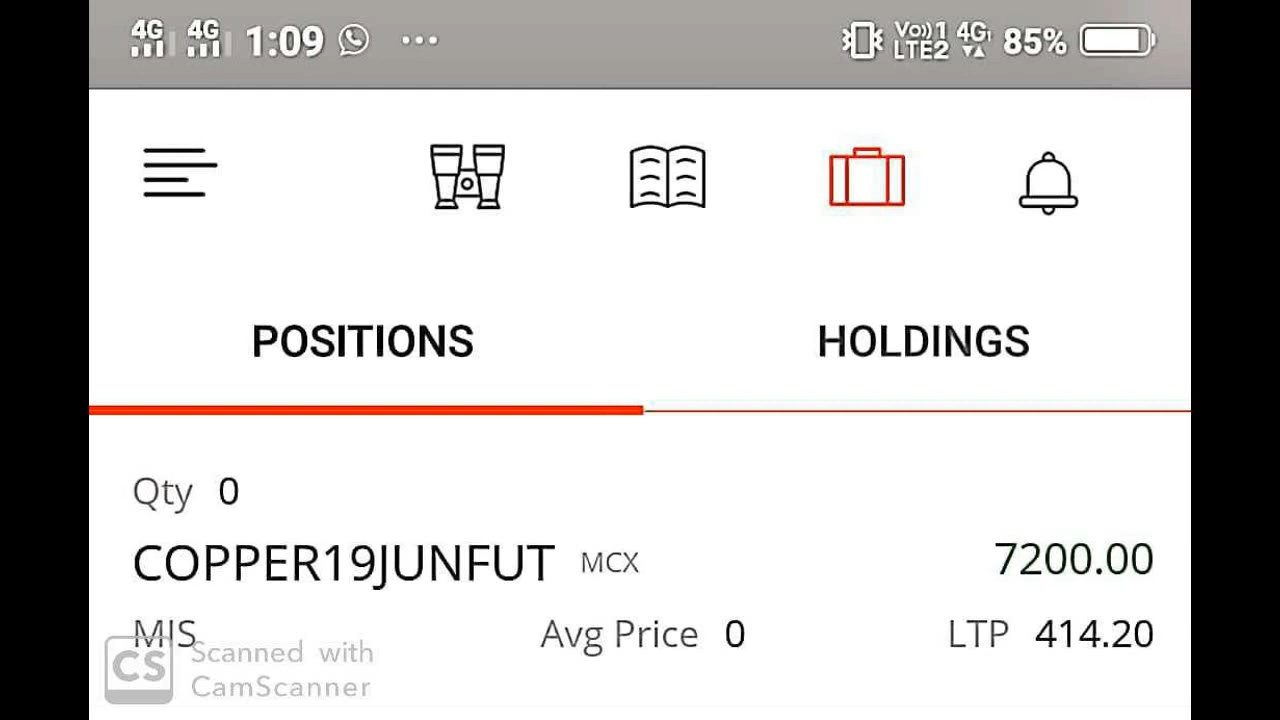 4G 4G 1:09 ... Vo)) 1 LTE2 4G 85%
POSITIONS HOLDINGS
Qty 0
COPPER19JUNFUT MCX 7200.00
MIS Avg Price 0 LTP 414.20
CS Scanned with
CamScanner